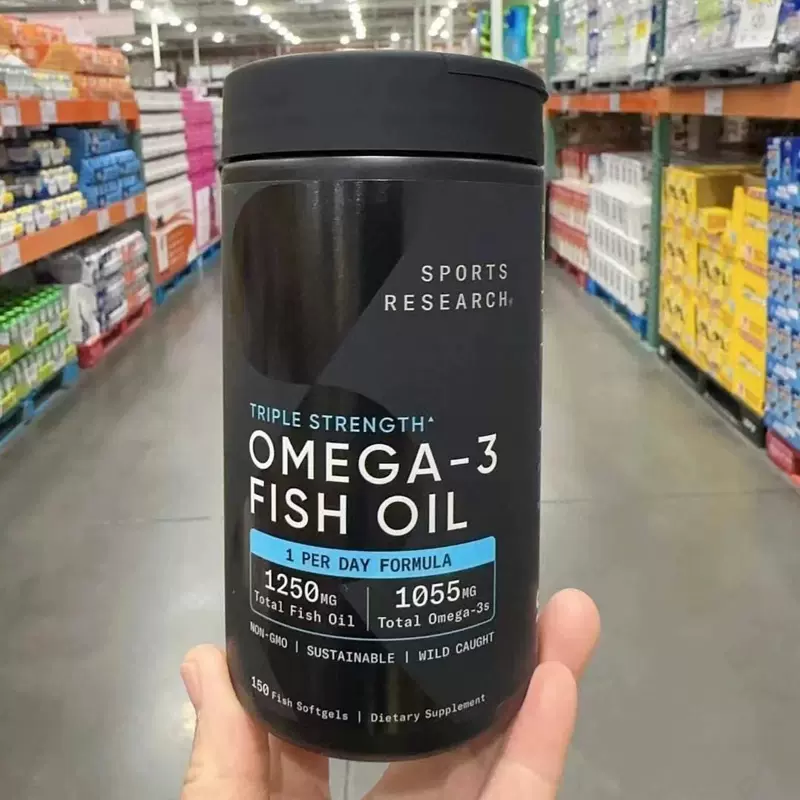 SPORTS
RESEARCH®
TRIPLE STRENGTH▲
OMEGA-3
FISH OIL
1 PER DAY FORMULA
1250MG
Total Fish Oil
1055MG
Total Omega-3s
NON-GMO | SUSTAINABLE | WILD CAUGHT
150 Fish Softgels | Dietary Supplement